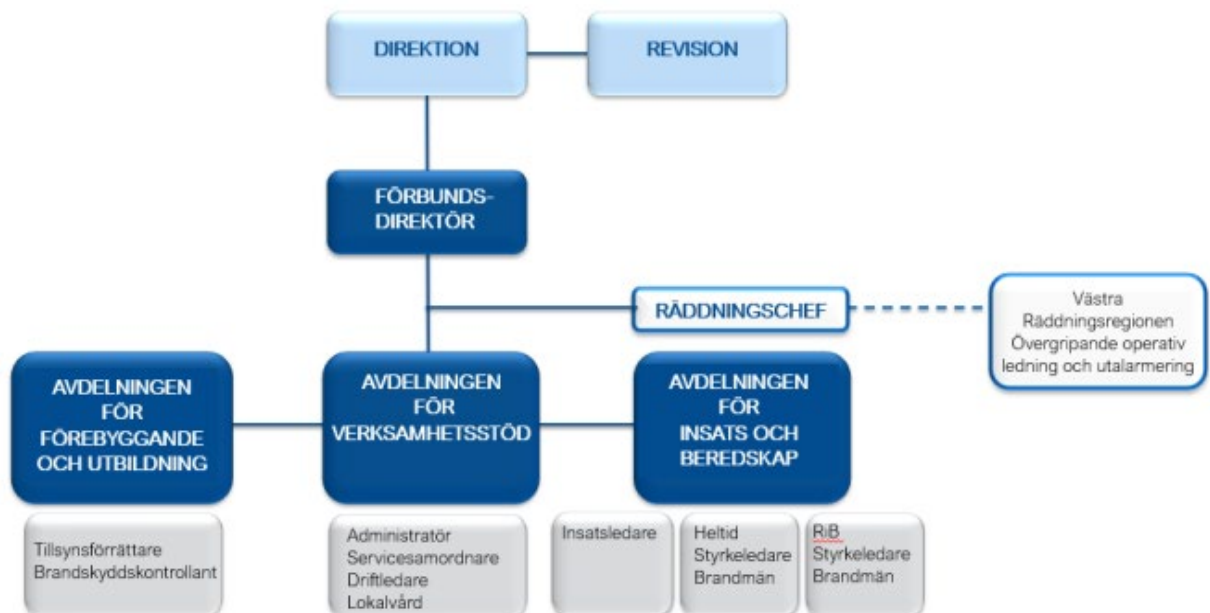 DIREKTION
REVISION
FÖRBUNDS-
DIREKTÖR
RÄDDNINGSCHEF
Västra
Räddningsregionen
Övergripande operativ
ledning och utalarmering
AVDELNINGEN
FÖR
FÖREBYGGANDE
OCH UTBILDNING
AVDELNINGEN
FÖR
VERKSAMHETSSTÖD
AVDELNINGEN
FÖR
INSATS OCH
BEREDSKAP
Tillsynsförrättare
Brandskyddskontrollant
Administratör
Servicesamordnare
Driftledare
Lokalvård
Insatsledare
Heltid
Styrkeledare
Brandmän
RiB
Styrkeledare
Brandmän